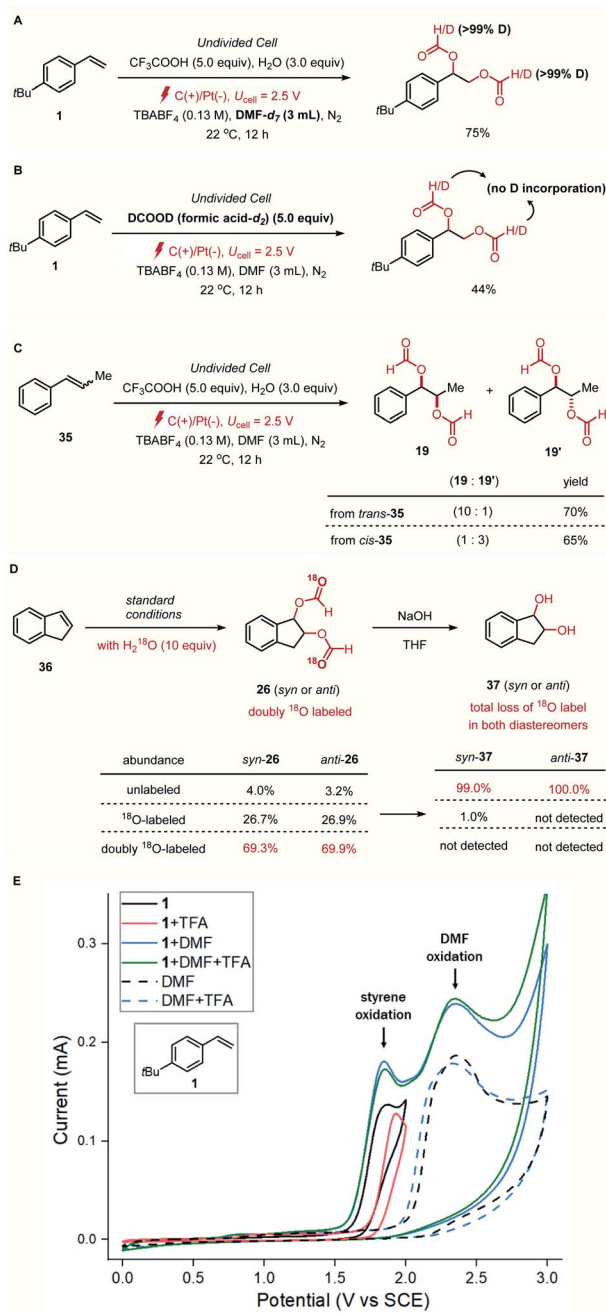 A
Undivided Cell
CF₃COOH (5.0 equiv), H₂O (3.0 equiv)
C(+)/Pt(-), U_cell = 2.5 V
TBABF₄ (0.13 M), DMF-d₇ (3 mL), N₂
22 °C, 12 h
tBu
1
H/D (>99% D)
O
O
O
H/D (>99% D)
O
tBu
75%
B
Undivided Cell
DCOOD (formic acid-d₂) (5.0 equiv)
C(+)/Pt(-), U_cell = 2.5 V
TBABF₄ (0.13 M), DMF (3 mL), N₂
22 °C, 12 h
tBu
1
H/D
(no D incorporation)
O
O
O
H/D
O
tBu
44%
C
Me
35
Undivided Cell
CF₃COOH (5.0 equiv), H₂O (3.0 equiv)
C(+)/Pt(-), U_cell = 2.5 V
TBABF₄ (0.13 M), DMF (3 mL), N₂
22 °C, 12 h
H
O
O
Me
O
H
O
19
+
H
O
O
Me
O
H
O
19'
(19 : 19') yield
from trans-35 (10 : 1) 70%
from cis-35 (1 : 3) 65%
D
36
standard
conditions
with H₂¹⁸O (10 equiv)
¹⁸O
O
H
O
¹⁸O
H
26 (syn or anti)
doubly ¹⁸O labeled
NaOH
THF
OH
OH
37 (syn or anti)
total loss of ¹⁸O label
in both diastereomers
abundance syn-26 anti-26 syn-37 anti-37
unlabeled 4.0% 3.2% 99.0% 100.0%
¹⁸O-labeled 26.7% 26.9% 1.0% not detected
doubly ¹⁸O-labeled 69.3% 69.9% not detected not detected
E
1
1+TFA
1+DMF
1+DMF+TFA
DMF
DMF+TFA
tBu
1
styrene
oxidation
DMF
oxidation
Current (mA)
0.3
0.2
0.1
0.0
0.0 0.5 1.0 1.5 2.0 2.5 3.0
Potential (V vs SCE)